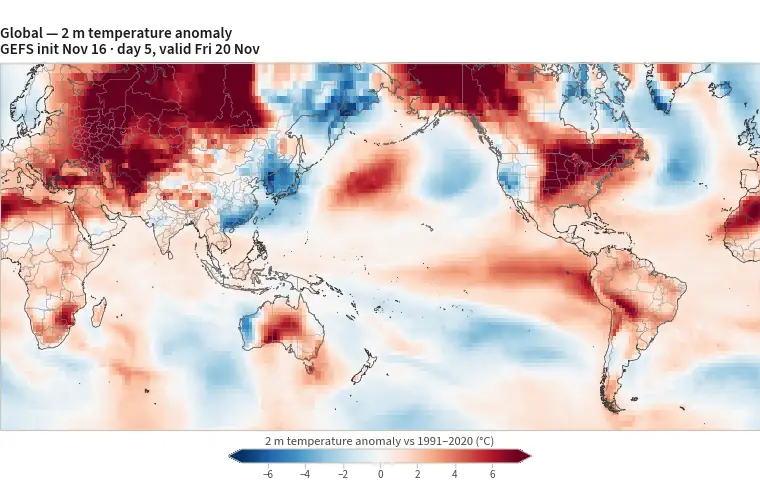 Global — 2 m temperature anomaly
GEFS init Nov 16 · day 5, valid Fri 20 Nov
2 m temperature anomaly vs 1991–2020 (°C)
−6 −4 −2 0 2 4 6